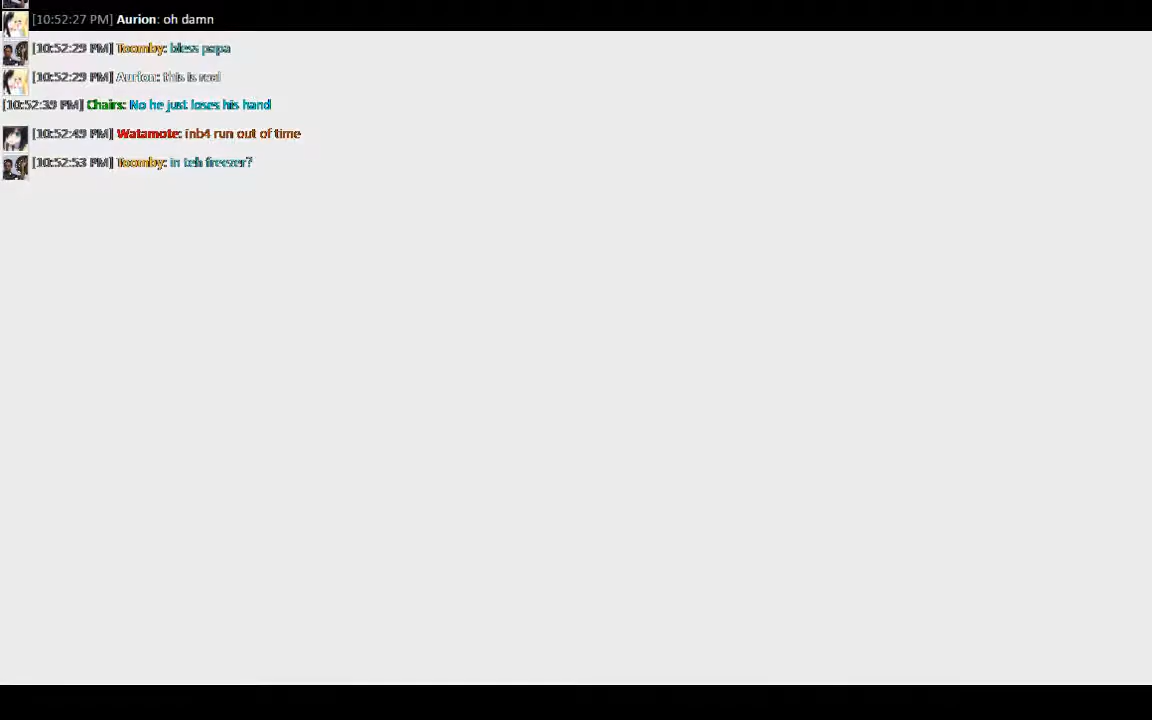 [10:52:27 PM] Aurion: oh damn
[10:52:29 PM] Toomby: bless papa
[10:52:29 PM] Aurion: this is real
[10:52:39 PM] Chairs: No he just loses his hand
[10:52:49 PM] Watamote: inb4 run out of time
[10:52:53 PM] Toomby: in teh freezer?